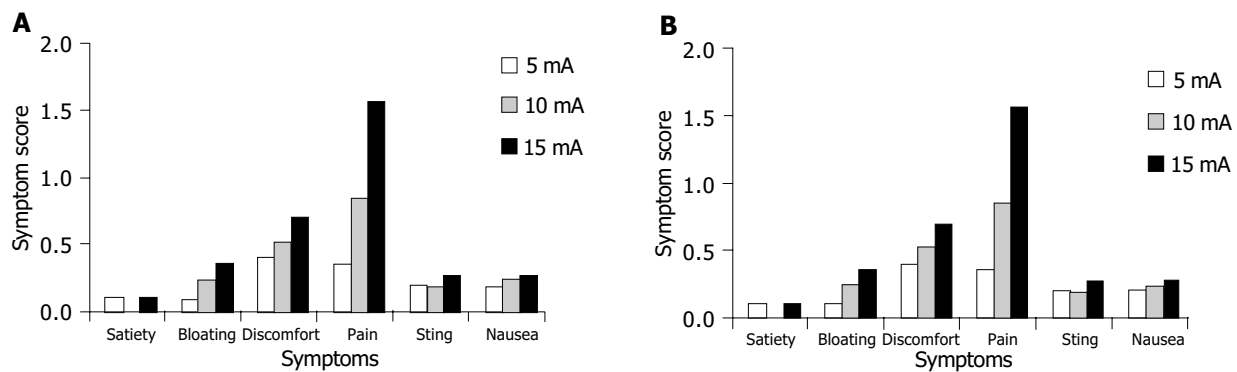 A
2.0
1.5
1.0
0.5
0.0
Symptom score
5 mA
10 mA
15 mA
Satiety Bloating Discomfort Pain Sting Nausea
Symptoms
B
2.0
1.5
1.0
0.5
0.0
Symptom score
5 mA
10 mA
15 mA
Satiety Bloating Discomfort Pain Sting Nausea
Symptoms